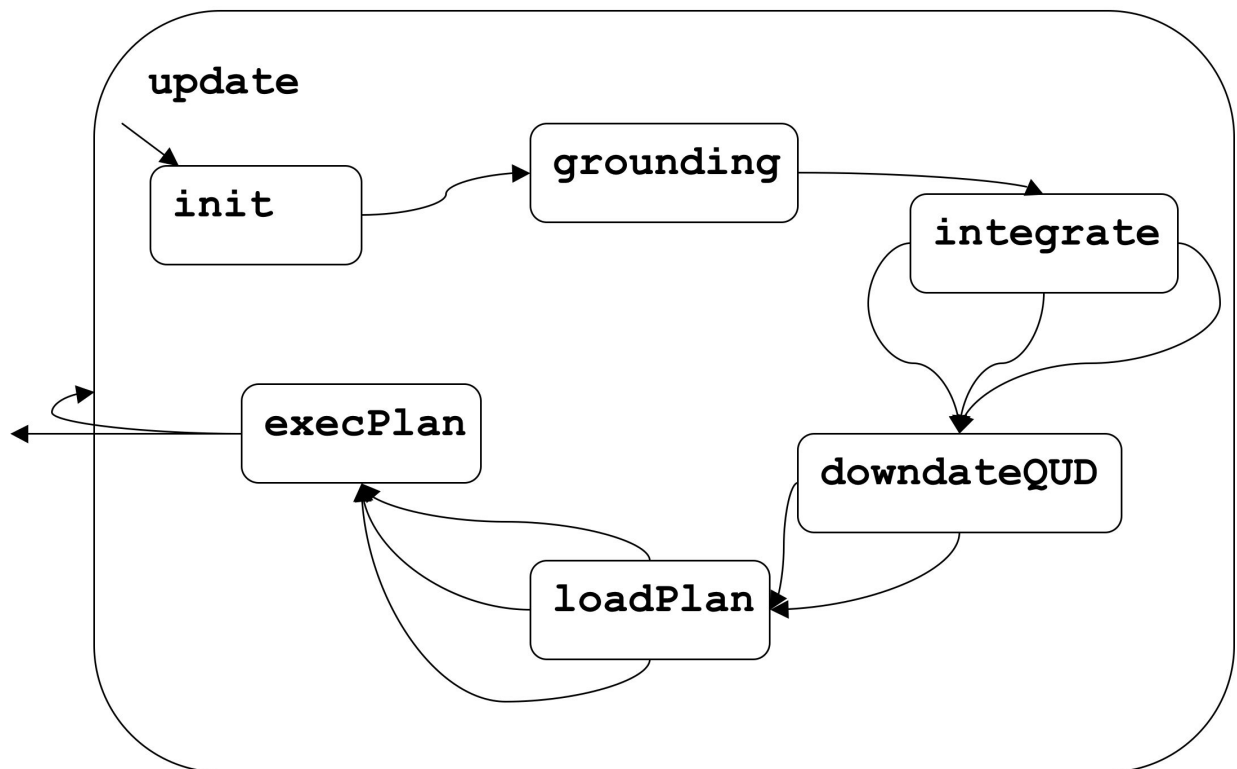 update
init
grounding
integrate
execPlan
downdateQUD
loadPlan